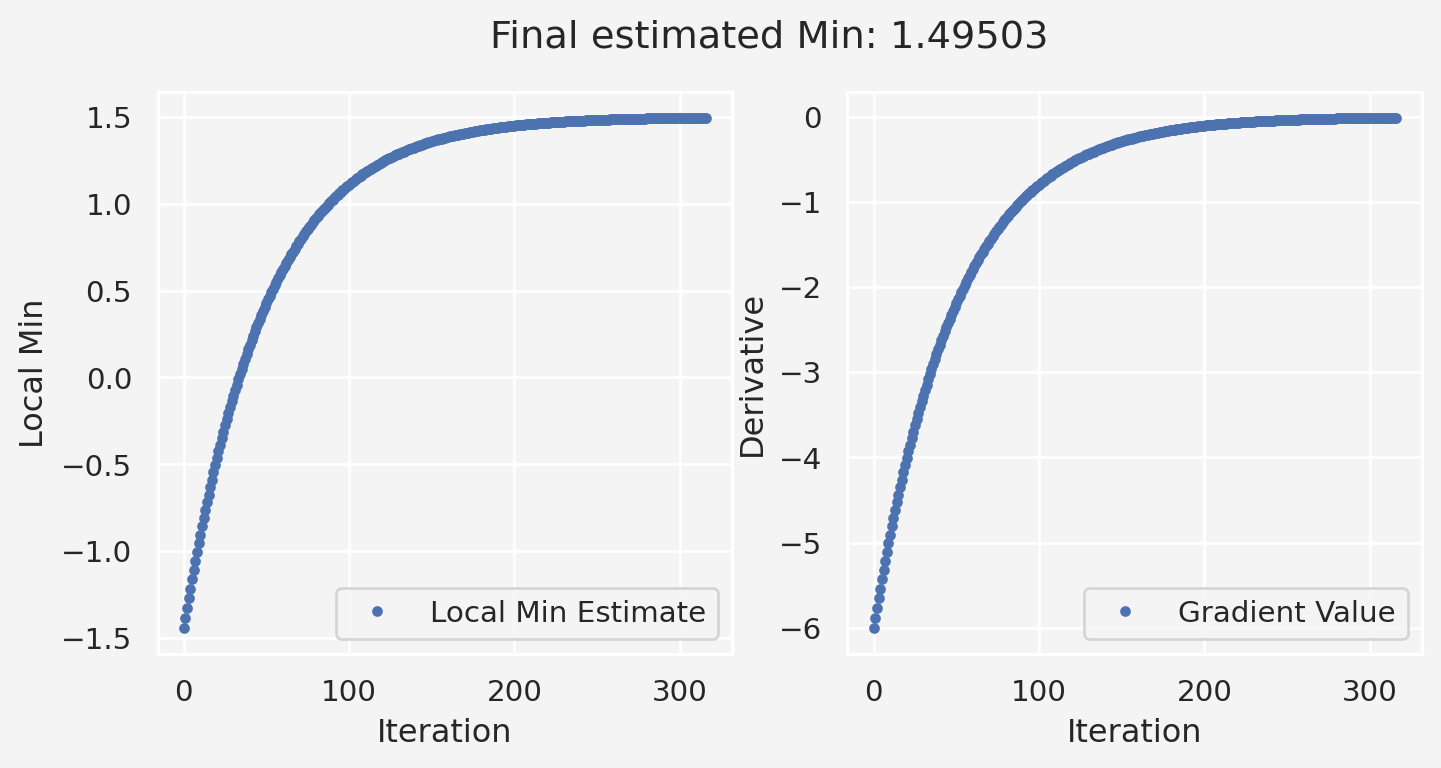 Final estimated Min: 1.49503
1.5
1.0
0.5
0.0
−0.5
−1.0
−1.5
Local Min
Local Min Estimate
0 100 200 300
Iteration
0
−1
−2
−3
−4
−5
−6
Derivative
Gradient Value
0 100 200 300
Iteration